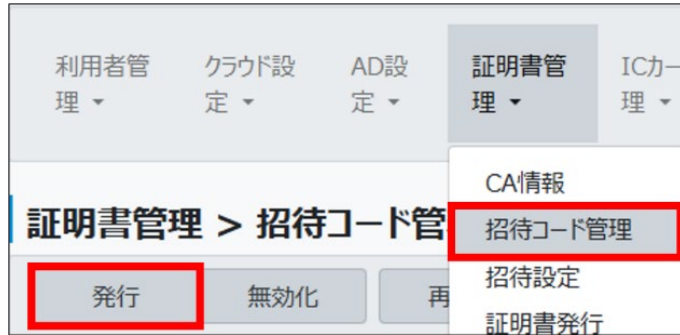 利用者管 クラウド設 AD設 証明書管 ICカー
理 ▼ 定 ▼ 定 ▼ 理 ▼ 理 ▼
CA情報
証明書管理 > 招待コード管
招待コード管理
発行 無効化 再
招待設定
証明書発行